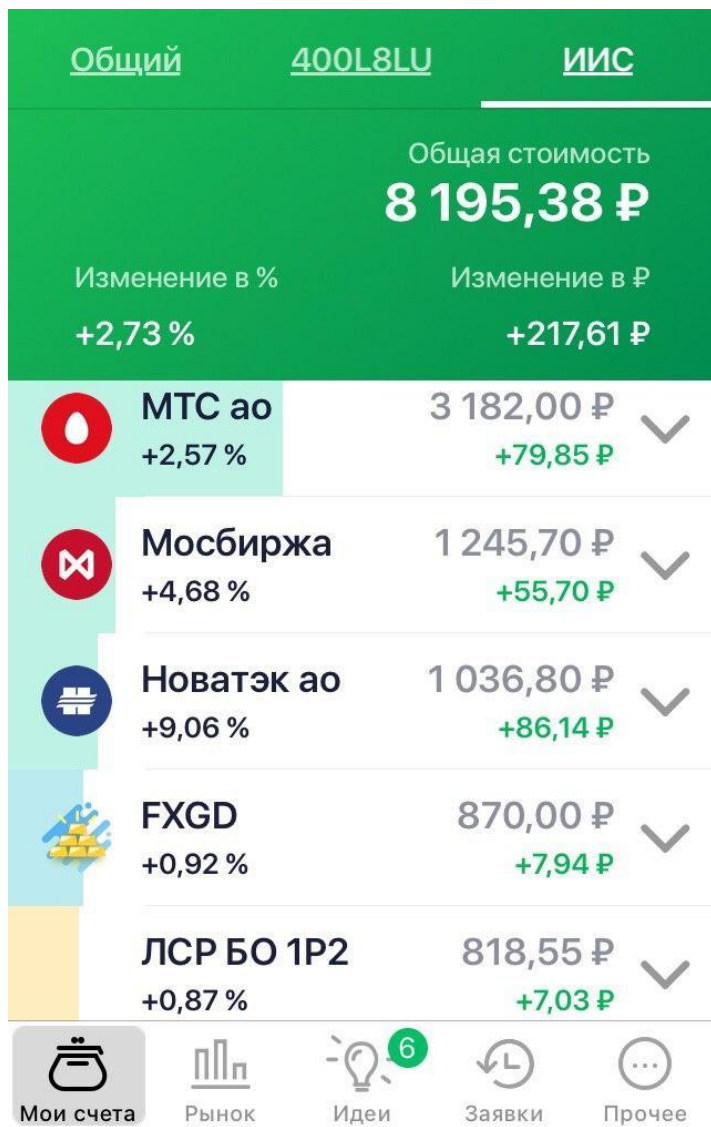 Общий 400L8LU ИИС
Общая стоимость
8 195,38 ₽
Изменение в % Изменение в ₽
+2,73 % +217,61 ₽
МТС ао 3 182,00 ₽
+2,57 % +79,85 ₽
Мосбиржа 1 245,70 ₽
+4,68 % +55,70 ₽
Новатэк ао 1 036,80 ₽
+9,06 % +86,14 ₽
FXGD 870,00 ₽
+0,92 % +7,94 ₽
ЛСР БО 1Р2 818,55 ₽
+0,87 % +7,03 ₽
6
Мои счета Рынок Идеи Заявки Прочее